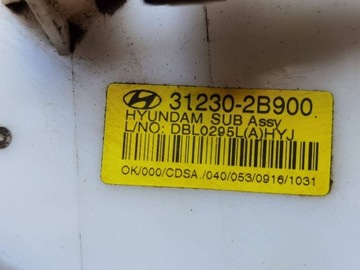 31230-2B900
HYUNDAM SUB Assy
L/NO: DBL0295L(A)HYJ
OK/000/CDSA./040/053/0916/1031